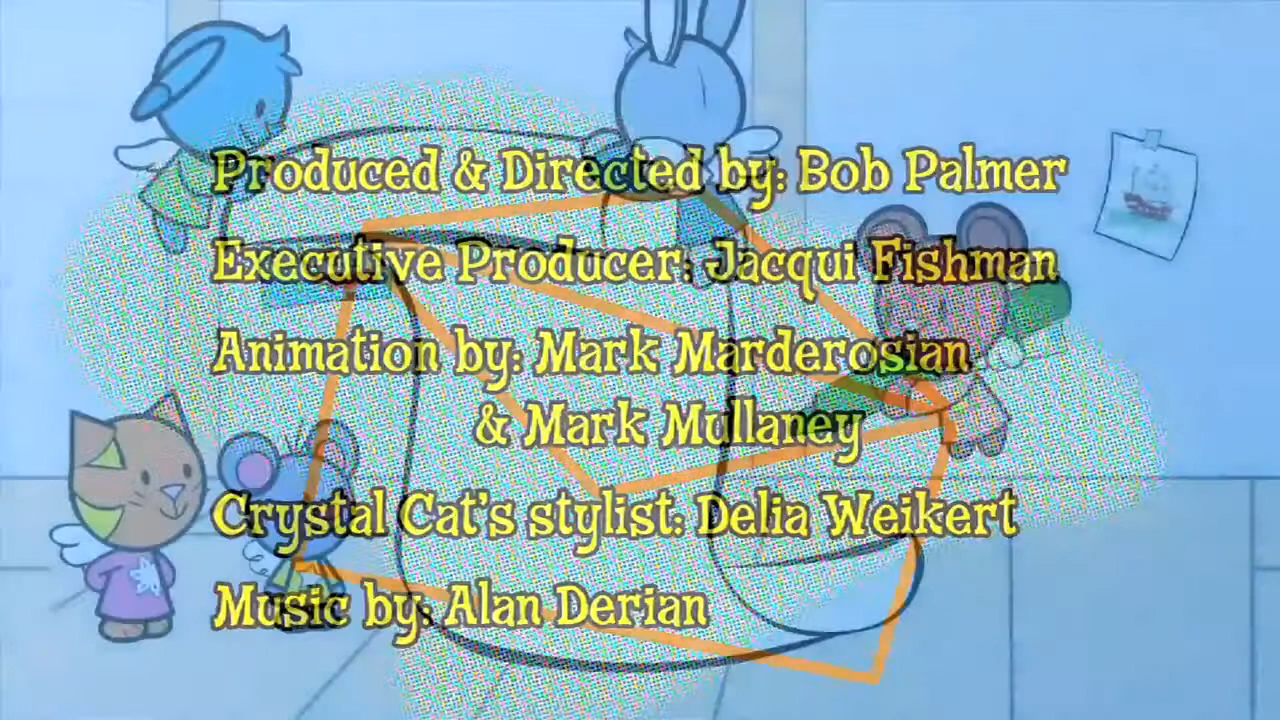 Produced & Directed by: Bob Palmer
Executive Producer: Jacqui Fishman
Animation by: Mark Marderosian
& Mark Mullaney
Crystal Cat's stylist: Delia Weikert
Music by: Alan Derian